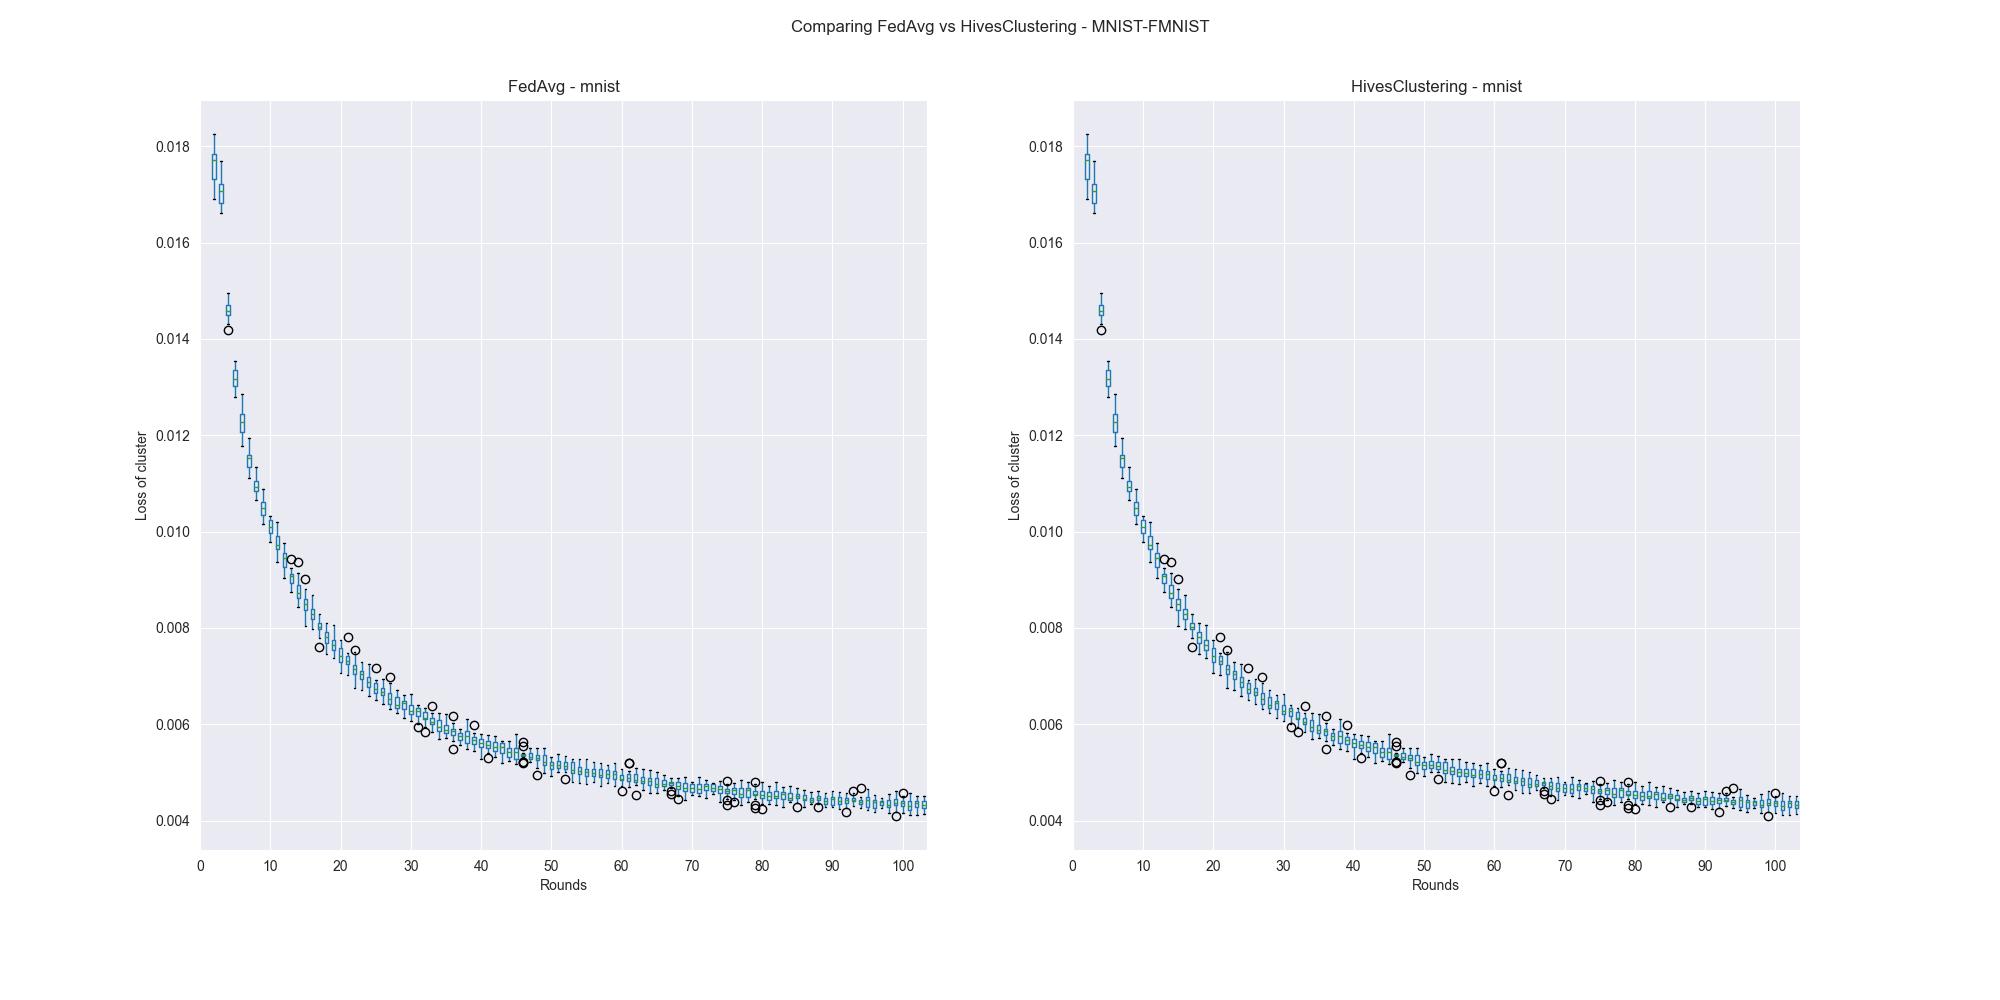 Comparing FedAvg vs HivesClustering - MNIST-FMNIST
FedAvg - mnist
0.018
0.016
0.014
0.012
0.010
0.008
0.006
0.004
Loss of cluster
0 10 20 30 40 50 60 70 80 90 100
Rounds
HivesClustering - mnist
0.018
0.016
0.014
0.012
0.010
0.008
0.006
0.004
Loss of cluster
0 10 20 30 40 50 60 70 80 90 100
Rounds